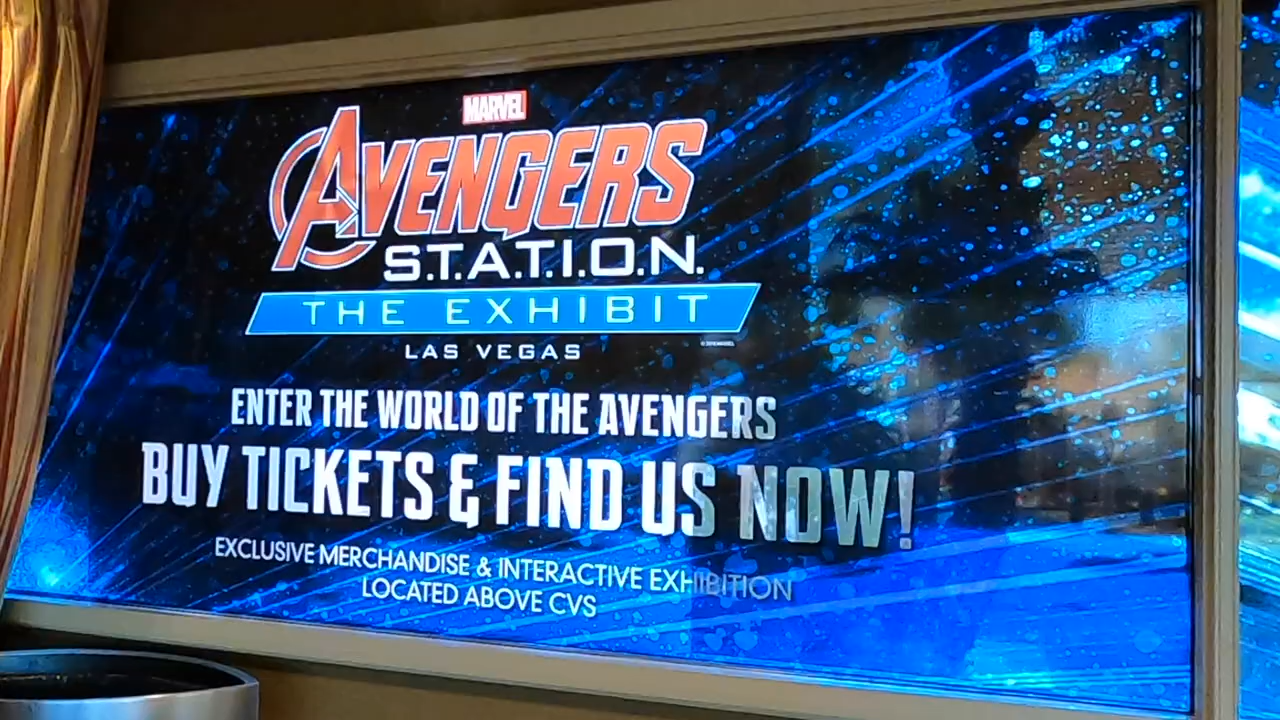 MARVEL
AVENGERS
S.T.A.T.I.O.N.
THE EXHIBIT
LAS VEGAS
ENTER THE WORLD OF THE AVENGERS
BUY TICKETS & FIND US NOW!
EXCLUSIVE MERCHANDISE & INTERACTIVE EXHIBITION
LOCATED ABOVE CVS